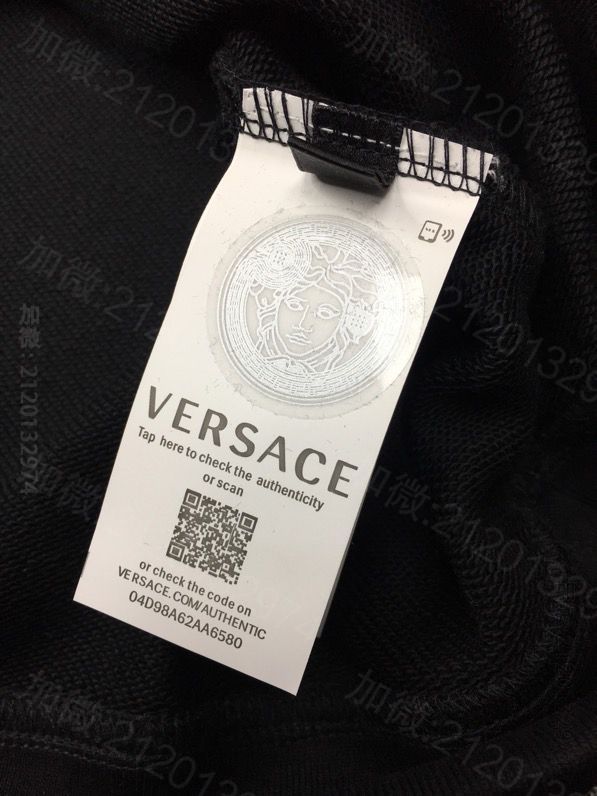 VERSACE
Tap here to check the authenticity
or scan
or check the code on
VERSACE.COM/AUTHENTIC
04D98A62AA6580
加微:2120132974